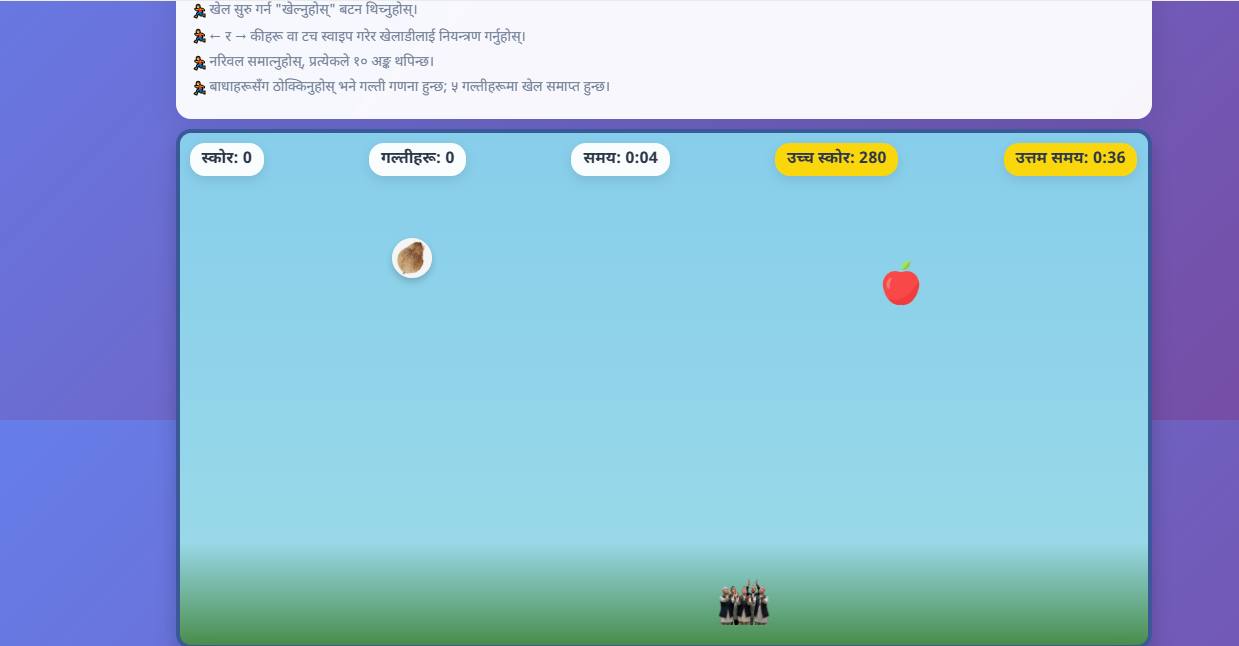 खेल सुरु गर्न "खेल्नुहोस्" बटन थिच्नुहोस्।
← र → कीहरू वा टच स्वाइप गरेर खेलाडीलाई नियन्त्रण गर्नुहोस्।
नरिवल समात्नुहोस्, प्रत्येकले १० अङ्क थपिन्छ।
बाधाहरूसँग ठोक्किनुहोस् भने गल्ती गणना हुन्छ; ५ गल्तीहरूमा खेल समाप्त हुन्छ।
स्कोर: 0 गल्तीहरू: 0 समय: 0:04 उच्च स्कोर: 280 उत्तम समय: 0:36